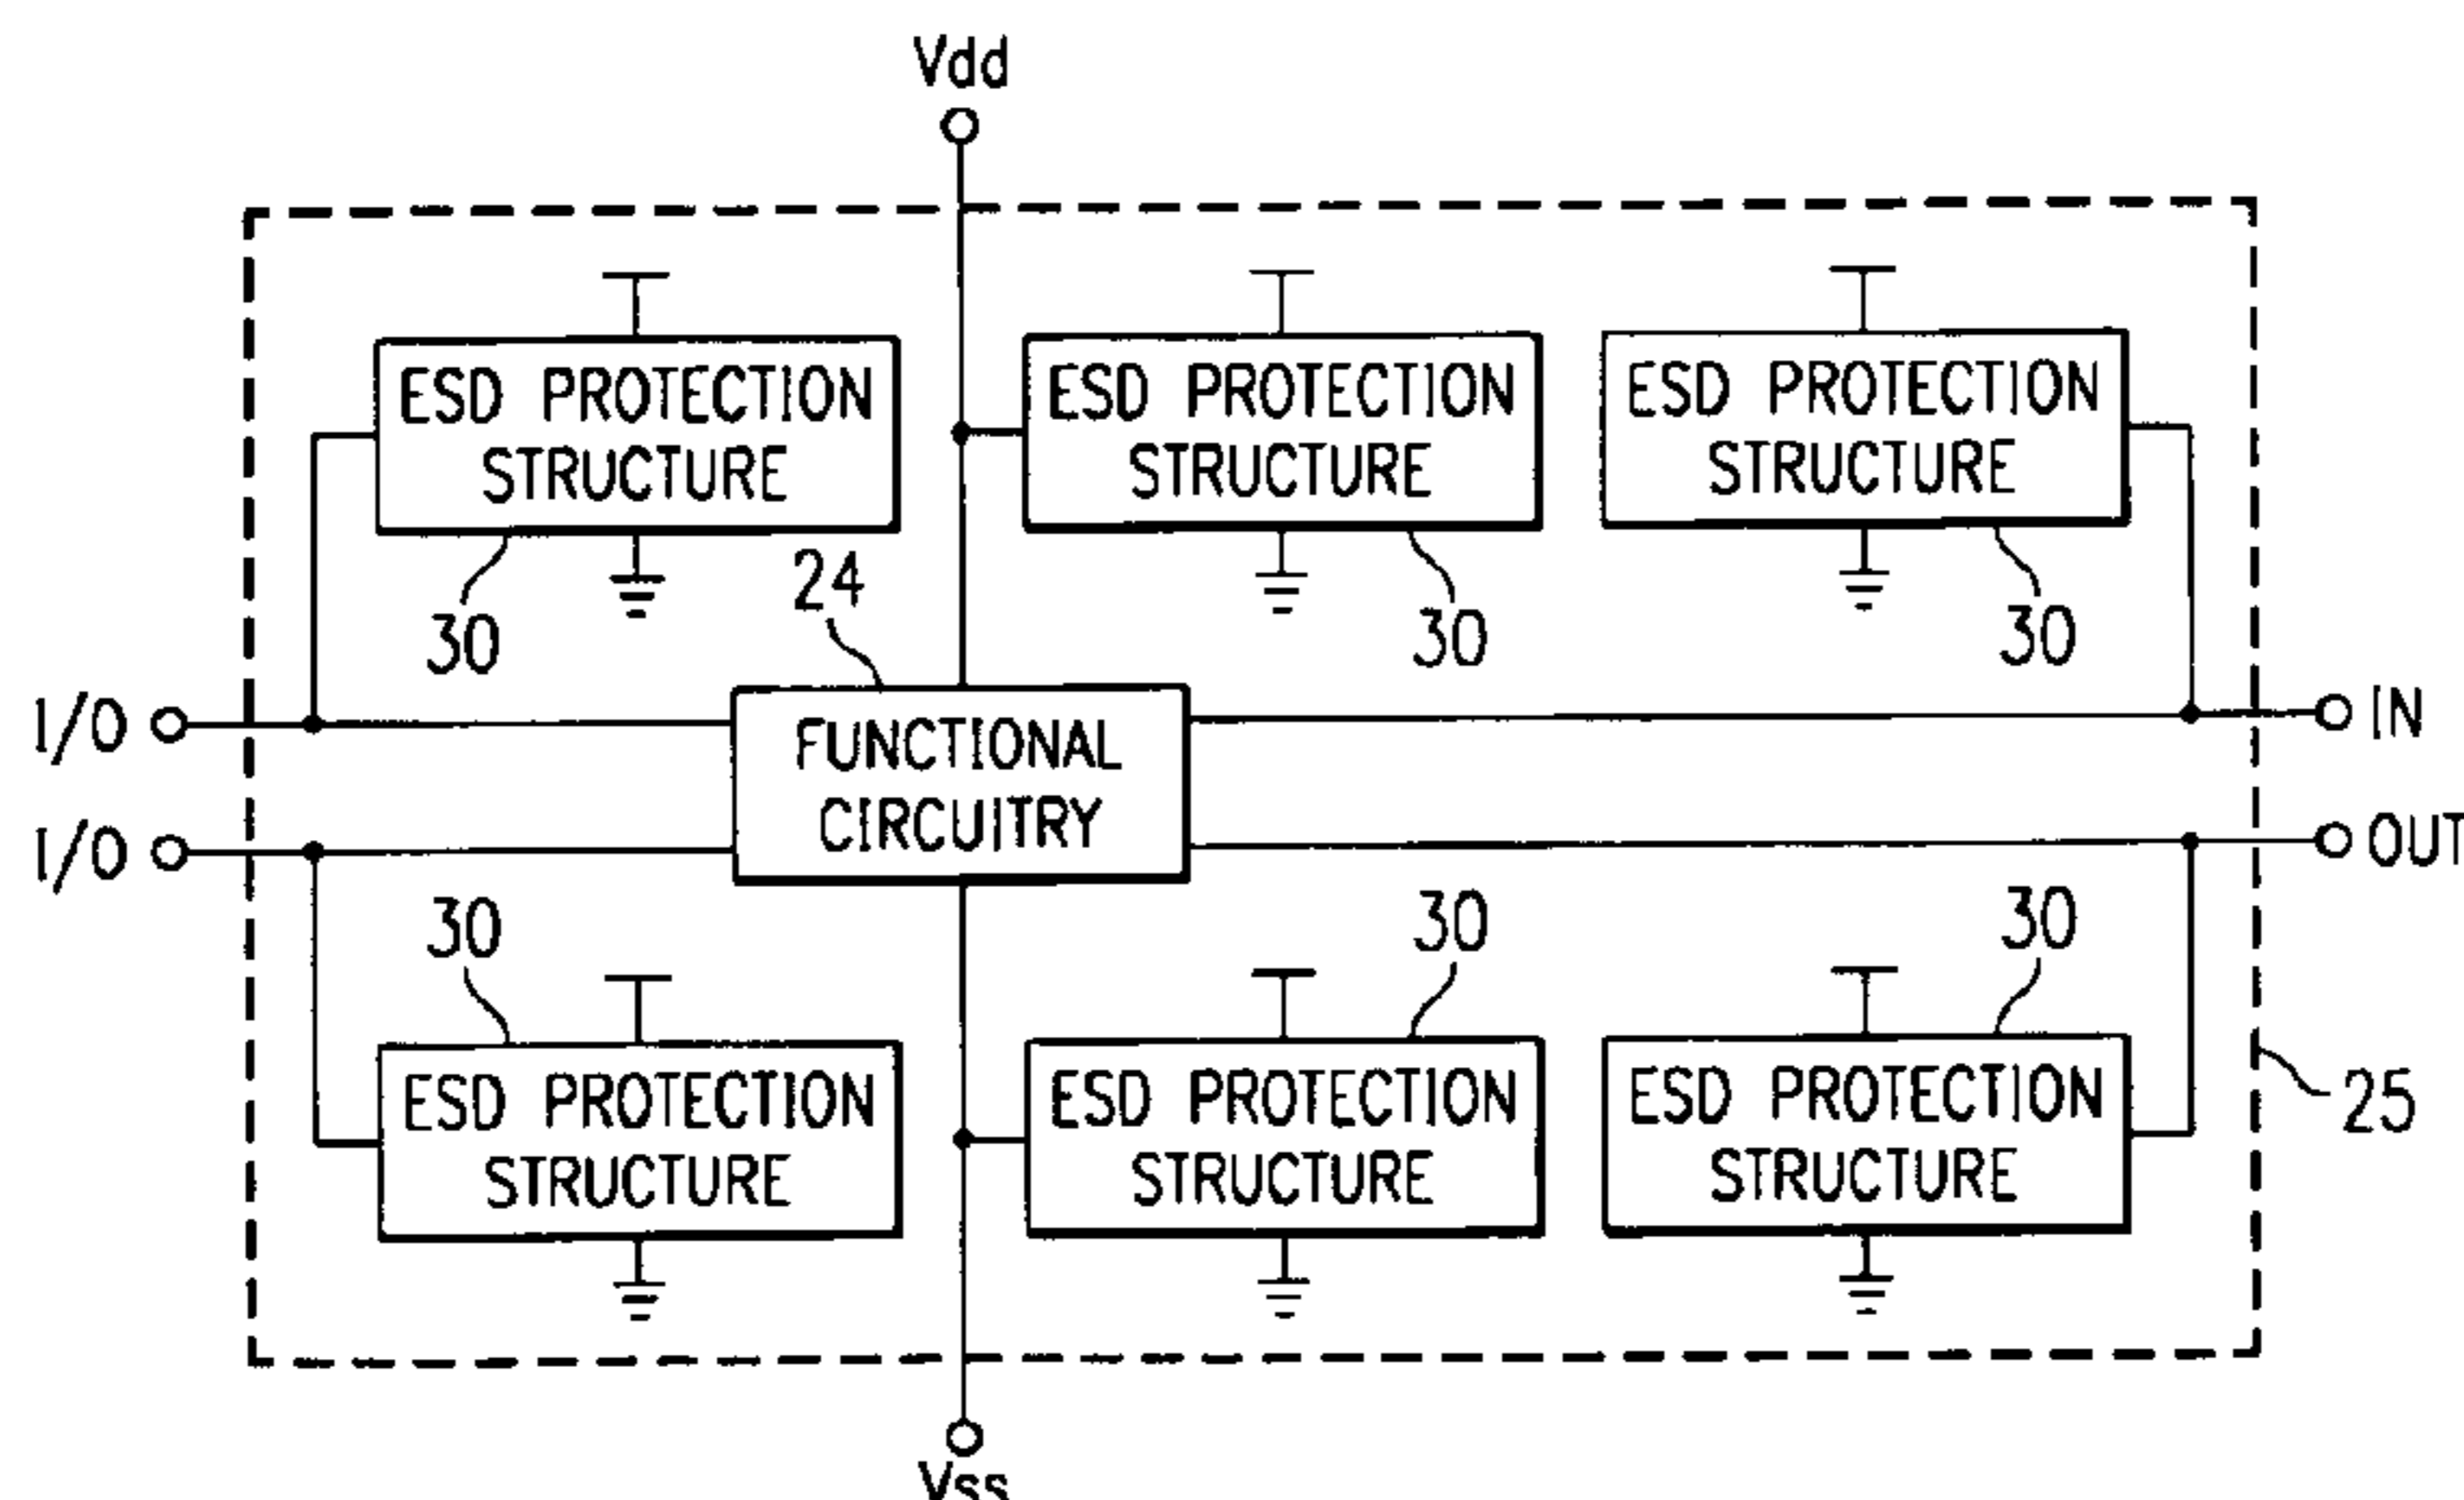 Vdd
ESD PROTECTION
STRUCTURE
ESD PROTECTION
STRUCTURE
ESD PROTECTION
STRUCTURE
30
24
30
30
I/O
FUNCTIONAL
CIRCUITRY
IN
I/O
OUT
30
30
30
ESD PROTECTION
STRUCTURE
ESD PROTECTION
STRUCTURE
ESD PROTECTION
STRUCTURE
25
Vss